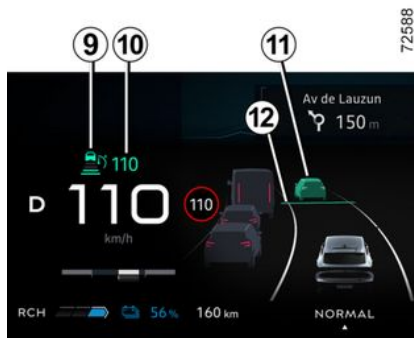 9
10
11
72588
12
Av de Lauzun
150 m
110
D
110
110
km/h
RCH
56%
160 km
NORMAL